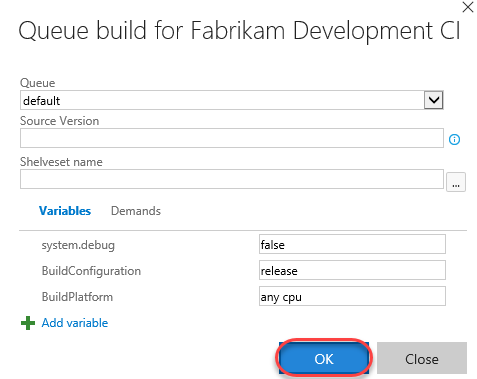 Queue build for Fabrikam Development CI
Queue
default
Source Version
Shelveset name
...
Variables Demands
system.debug false
BuildConfiguration release
BuildPlatform any cpu
Add variable
OK Close